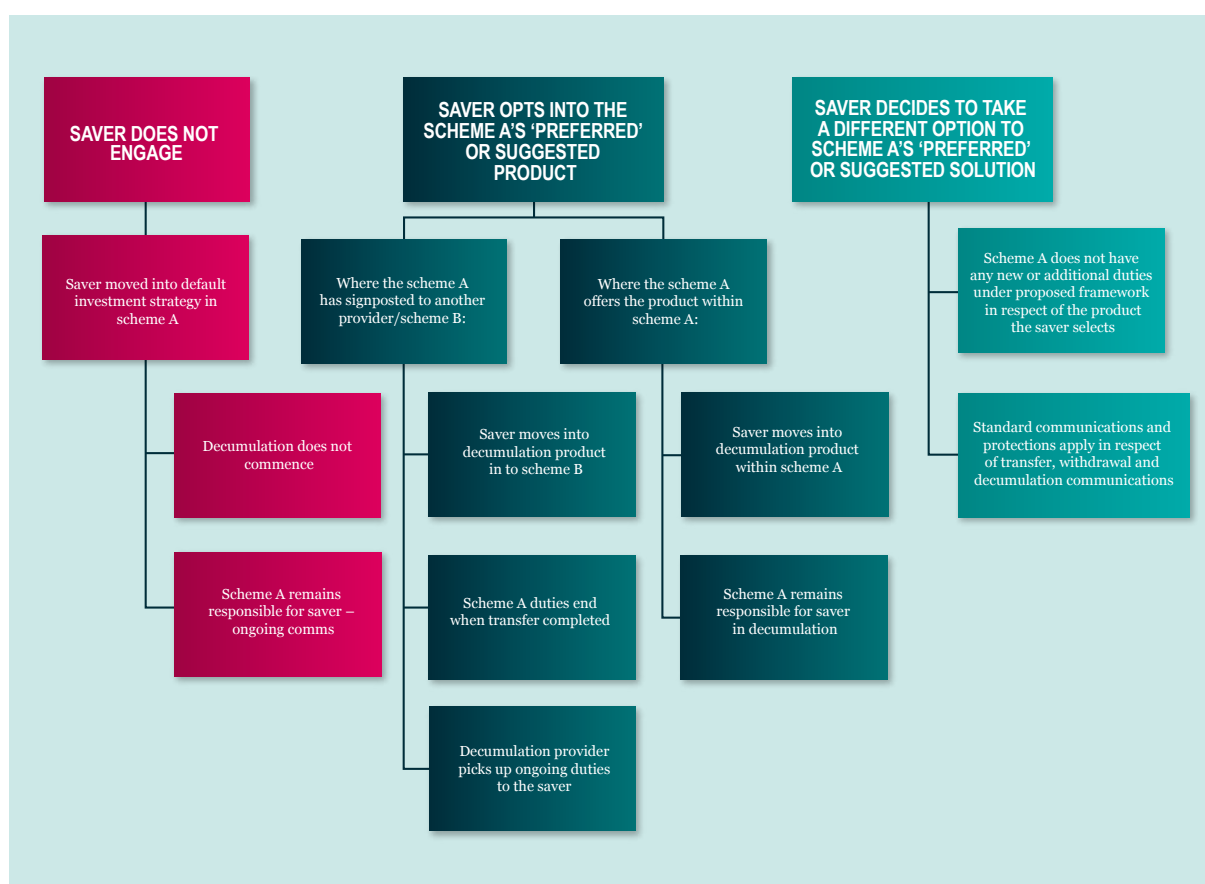 SAVER DOES NOT
ENGAGE
Saver moved into default
investment strategy in
scheme A
Decumulation does not
commence
Scheme A remains
responsible for saver –
ongoing comms
SAVER OPTS INTO THE
SCHEME A’S ‘PREFERRED’
OR SUGGESTED
PRODUCT
Where the scheme A
has signposted to another
provider/scheme B:
Saver moves into
decumulation product
in to scheme B
Scheme A duties end
when transfer completed
Decumulation provider
picks up ongoing duties
to the saver
Where the scheme A
offers the product within
scheme A:
Saver moves into
decumulation product
within scheme A
Scheme A remains
responsible for saver
in decumulation
SAVER DECIDES TO TAKE
A DIFFERENT OPTION TO
SCHEME A’S ‘PREFERRED’
OR SUGGESTED SOLUTION
Scheme A does not have
any new or additional duties
under proposed framework
in respect of the product
the saver selects
Standard communications and
protections apply in respect
of transfer, withdrawal and
decumulation communications